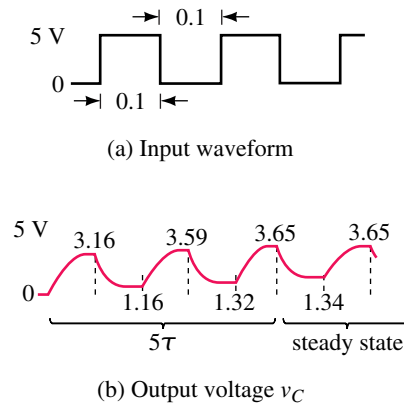 0.1
5 V
0
0.1
(a) Input waveform
5 V
3.16
3.59
3.65
3.65
0
1.16
1.32
1.34
5τ
steady state
(b) Output voltage vC